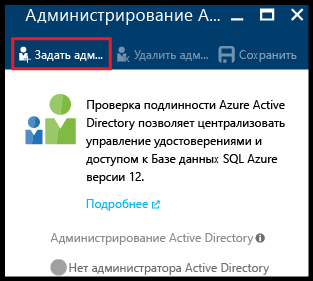 Администрирование A...
Задать адм... Удалить адм... Сохранить
Проверка подлинности Azure Active
Directory позволяет централизовать
управление удостоверениями и
доступом к Базе данных SQL Azure
версии 12.
Подробнее
Администрирование Active Directory
Нет администратора Active Directory